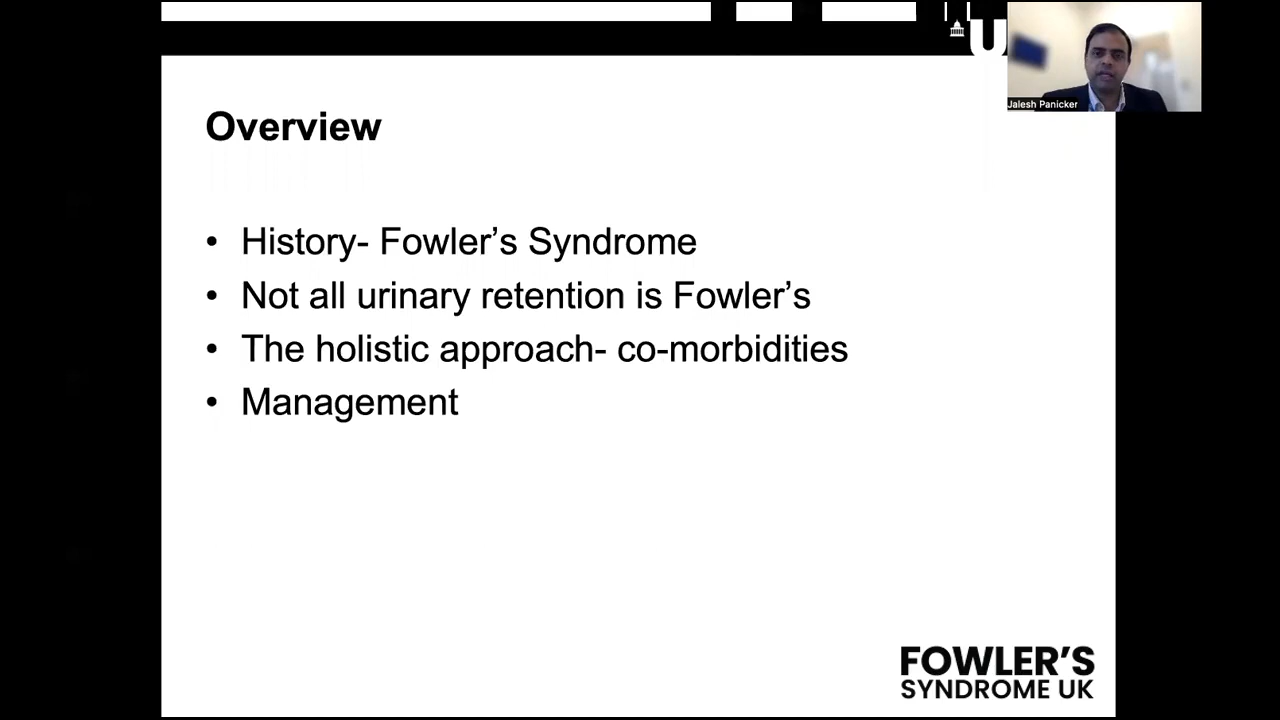 U
Jalesh Panicker
Overview
• History- Fowler’s Syndrome
• Not all urinary retention is Fowler’s
• The holistic approach- co-morbidities
• Management
FOWLER’S
SYNDROME UK